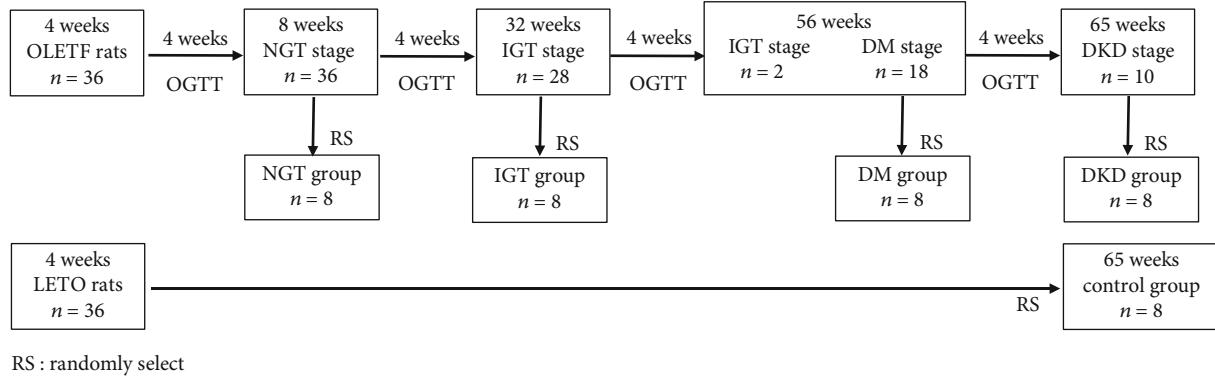 4 weeks
OLETF rats
n = 36
4 weeks
OGTT
8 weeks
NGT stage
n = 36
4 weeks
OGTT
32 weeks
IGT stage
n = 28
4 weeks
OGTT
56 weeks
IGT stage
n = 2
DM stage
n = 18
4 weeks
OGTT
65 weeks
DKD stage
n = 10
RS
RS
RS
RS
NGT group
n = 8
IGT group
n = 8
DM group
n = 8
DKD group
n = 8
4 weeks
LETO rats
n = 36
RS
65 weeks
control group
n = 8
RS : randomly select